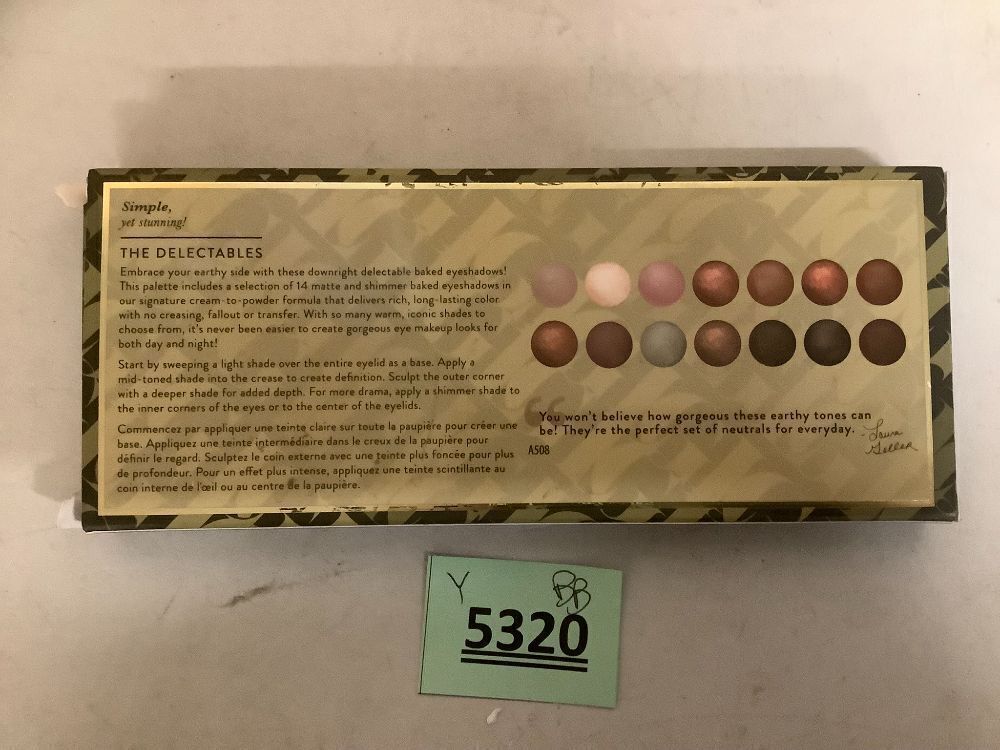 Simple,
yet stunning!
THE DELECTABLES
Embrace your earthy side with these downright delectable baked eyeshadows!
This palette includes a selection of 14 matte and shimmer baked eyeshadows in
our signature cream-to-powder formula that delivers rich, long-lasting color
with no creasing, fallout or transfer. With so many warm, iconic shades to
choose from, it's never been easier to create gorgeous eye makeup looks for
both day and night!
Start by sweeping a light shade over the entire eyelid as a base. Apply a
mid-toned shade into the crease to create definition. Sculpt the outer corner
with a deeper shade for added depth. For more drama, apply a shimmer shade to
the inner corners of the eyes or to the center of the eyelids.
Commencez par appliquer une teinte claire sur toute la paupière pour créer une
base. Appliquez une teinte intermédiaire dans le creux de la paupière pour
définir le regard. Sculptez le coin externe avec une teinte plus foncée pour plus
de profondeur. Pour un effet plus intense, appliquez une teinte scintillante au
coin interne de l'œil ou au centre de la paupière.
“You won't believe how gorgeous these earthy tones can
be! They're the perfect set of neutrals for everyday.
-Laura
Geller
A508
Y BB
5320